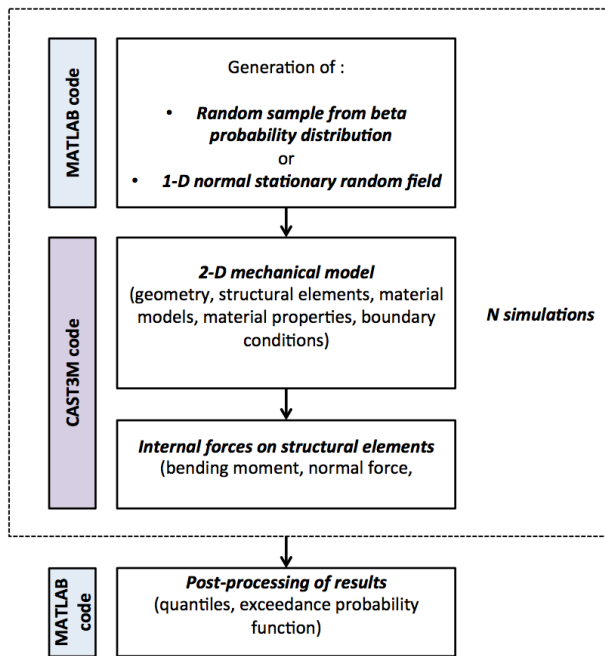 MATLAB code
Generation of :
• Random sample from beta
probability distribution
or
• 1-D normal stationary random field
CAST3M code
2-D mechanical model
(geometry, structural elements, material
models, material properties, boundary
conditions)
N simulations
Internal forces on structural elements
(bending moment, normal force,
MATLAB
code
Post-processing of results
(quantiles, exceedance probability
function)